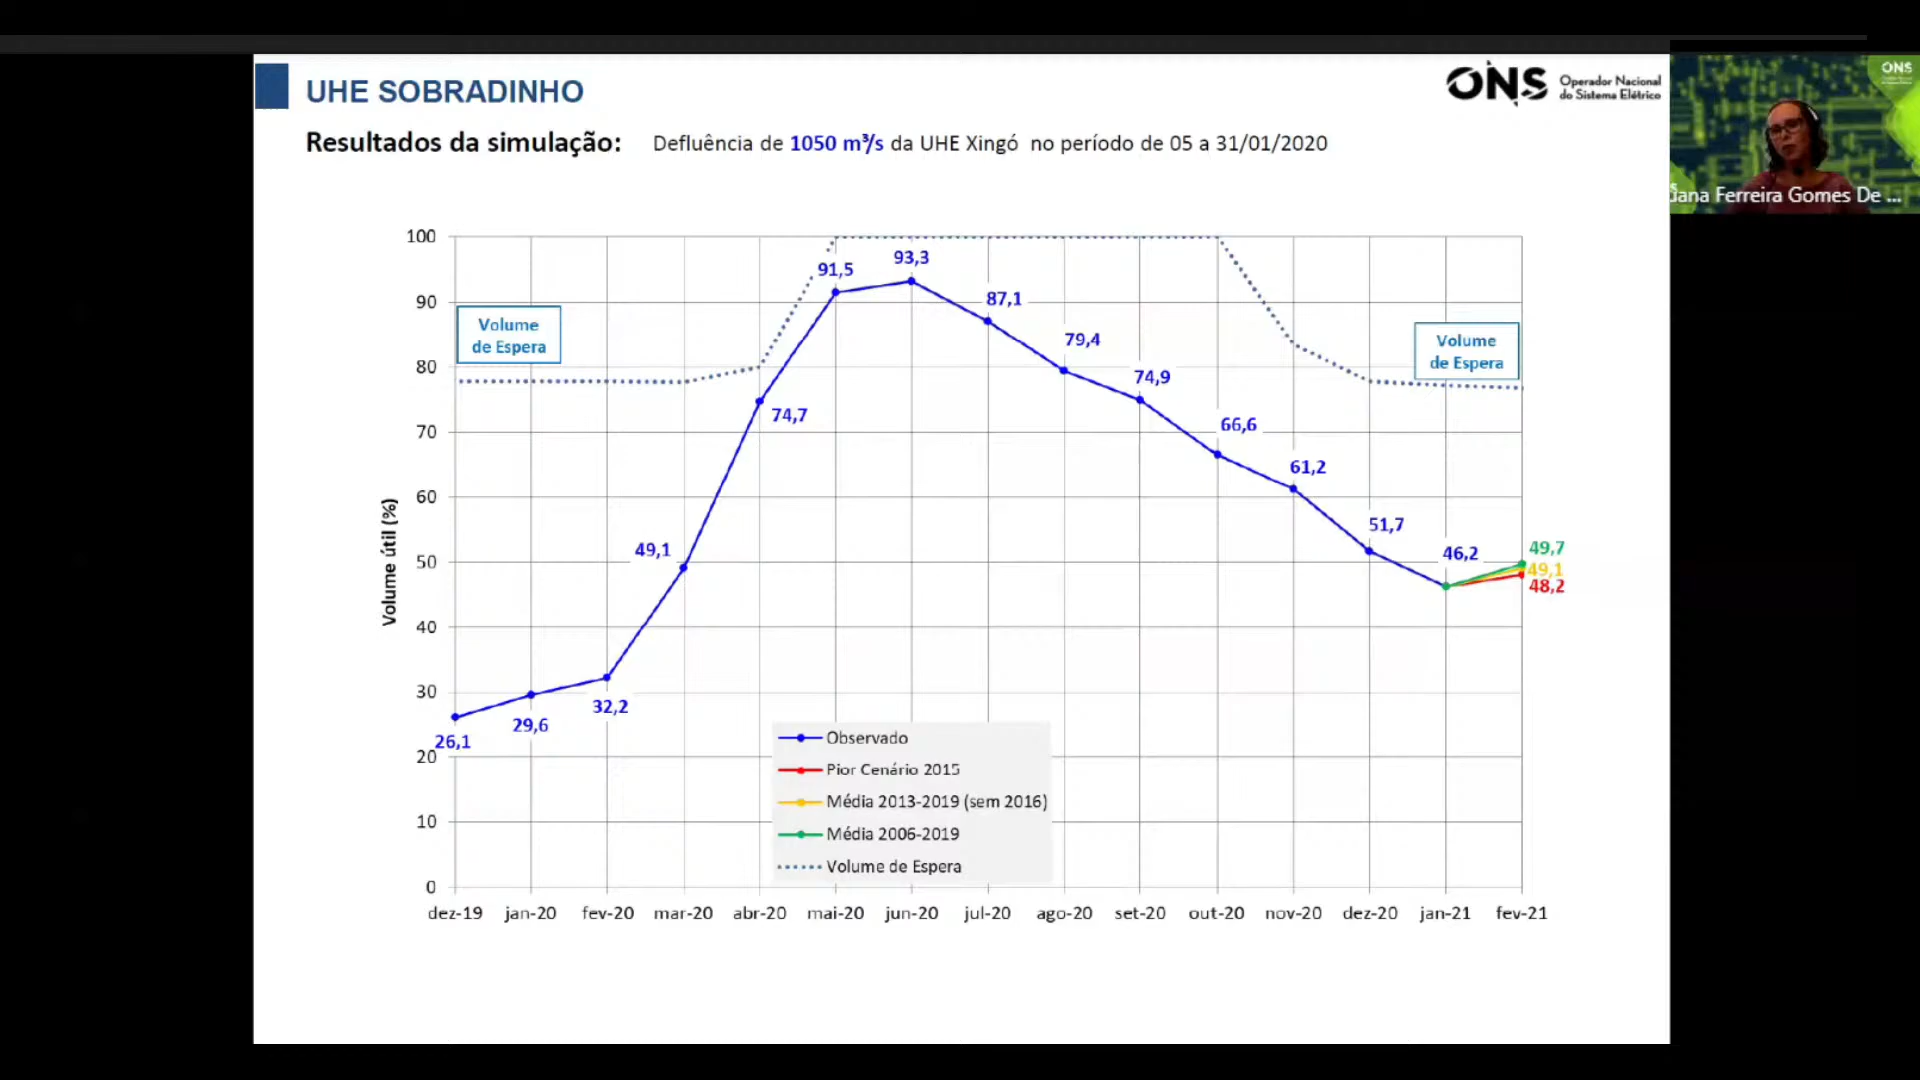 UHE SOBRADINHO
ONS Operador Nacional
do Sistema Elétrico
ONS
Ferreira Gomes De ...
Resultados da simulação: Defluência de 1050 m³/s da UHE Xingó no período de 05 a 31/01/2020
Volume útil (%)
100
90
80
70
60
50
40
30
20
10
0
Volume
de Espera
Volume
de Espera
26,1
29,6
32,2
49,1
74,7
91,5
93,3
87,1
79,4
74,9
66,6
61,2
51,7
46,2
49,7
49,1
48,2
Observado
Pior Cenário 2015
Média 2013-2019 (sem 2016)
Média 2006-2019
Volume de Espera
dez-19 jan-20 fev-20 mar-20 abr-20 mai-20 jun-20 jul-20 ago-20 set-20 out-20 nov-20 dez-20 jan-21 fev-21